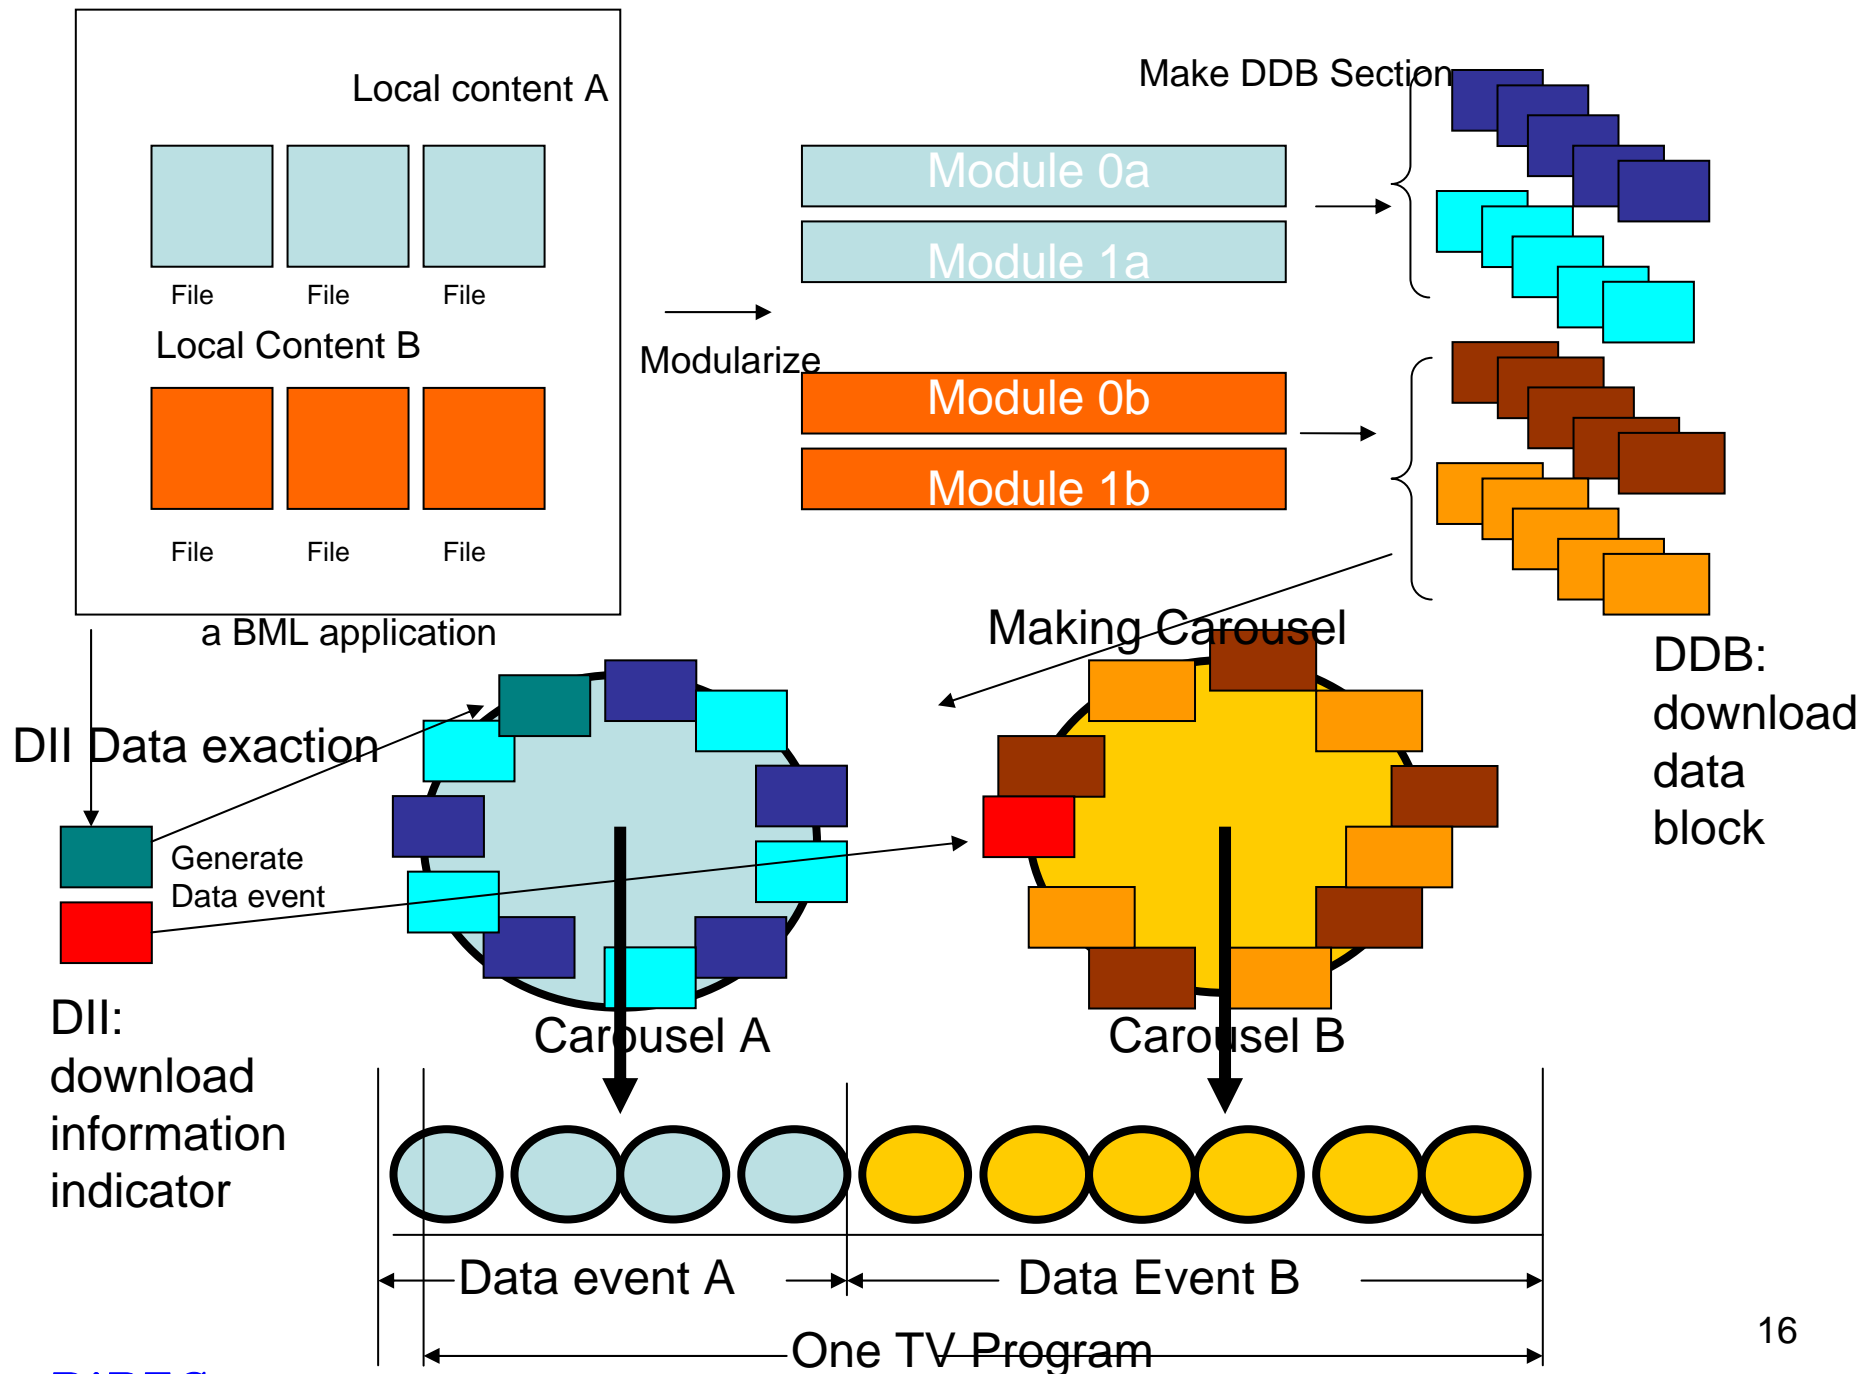 Local content A
Make DDB Section
Module 0a
Module 1a
File File File
Local Content B
Modularize
Module 0b
Module 1b
File File File
a BML application
Making Carousel
DDB:
download
data
block
DII Data exaction
Generate
Data event
DII:
download
information
indicator
Carousel A
Carousel B
Data event A
Data Event B
One TV Program
16